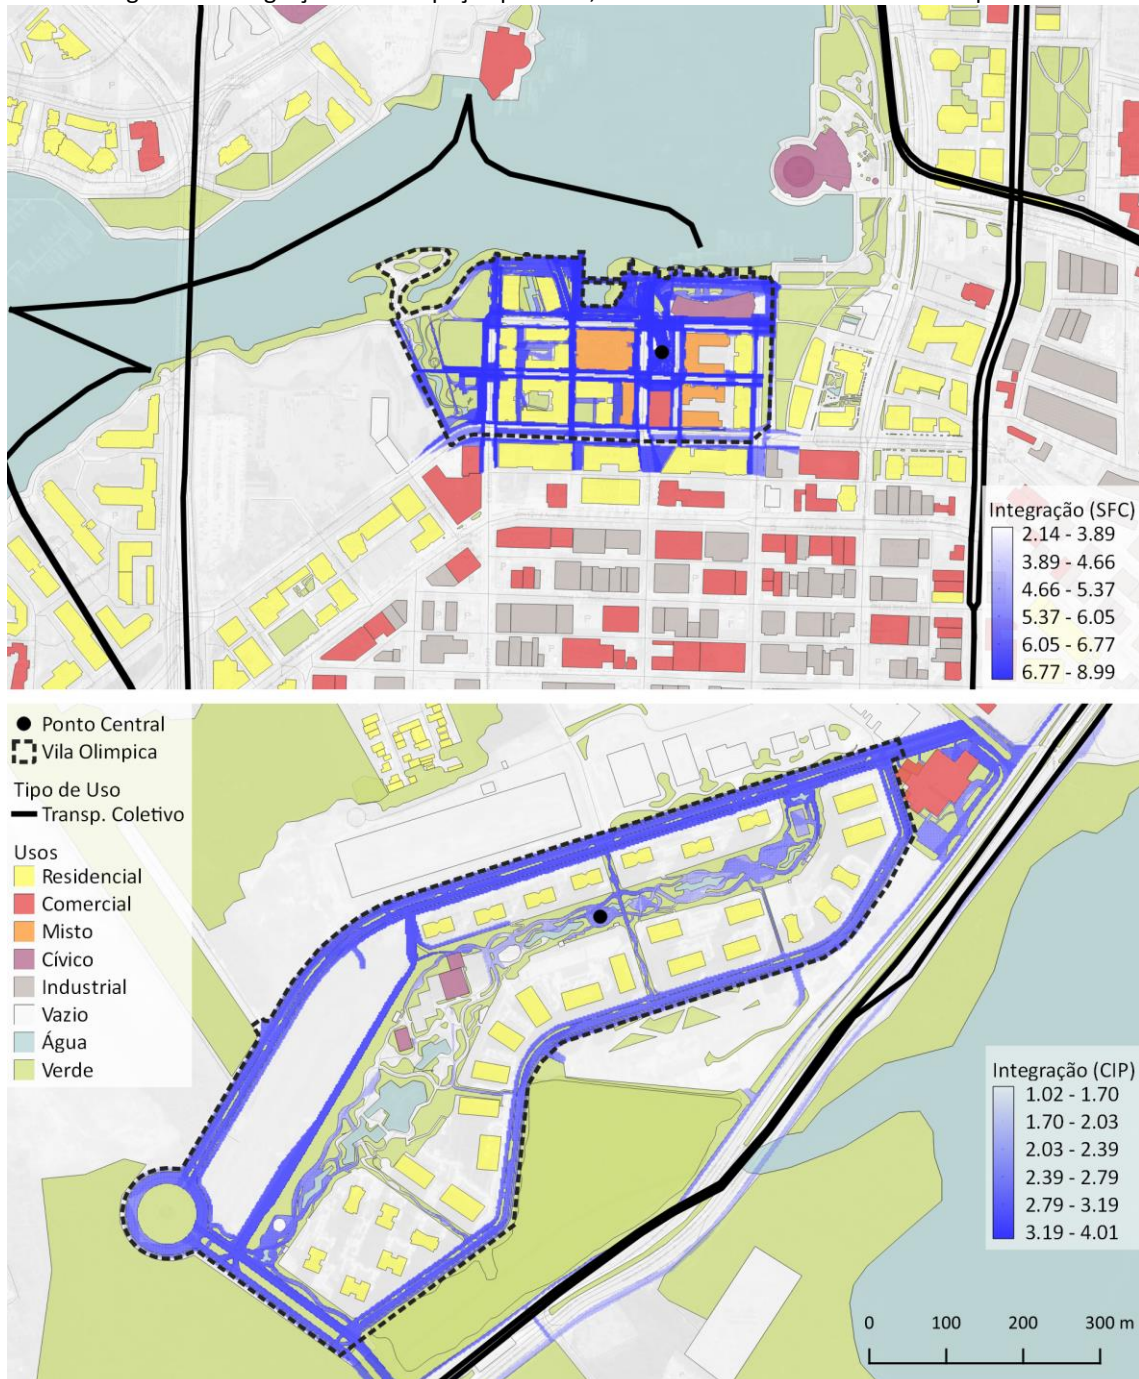 Integração (SFC)
2.14 - 3.89
3.89 - 4.66
4.66 - 5.37
5.37 - 6.05
6.05 - 6.77
6.77 - 8.99
Ponto Central
Vila Olimpica
Tipo de Uso
Transp. Coletivo
Usos
Residencial
Comercial
Misto
Cívico
Industrial
Vazio
Água
Verde
Integração (CIP)
1.02 - 1.70
1.70 - 2.03
2.03 - 2.39
2.39 - 2.79
2.79 - 3.19
3.19 - 4.01
0 100 200 300 m